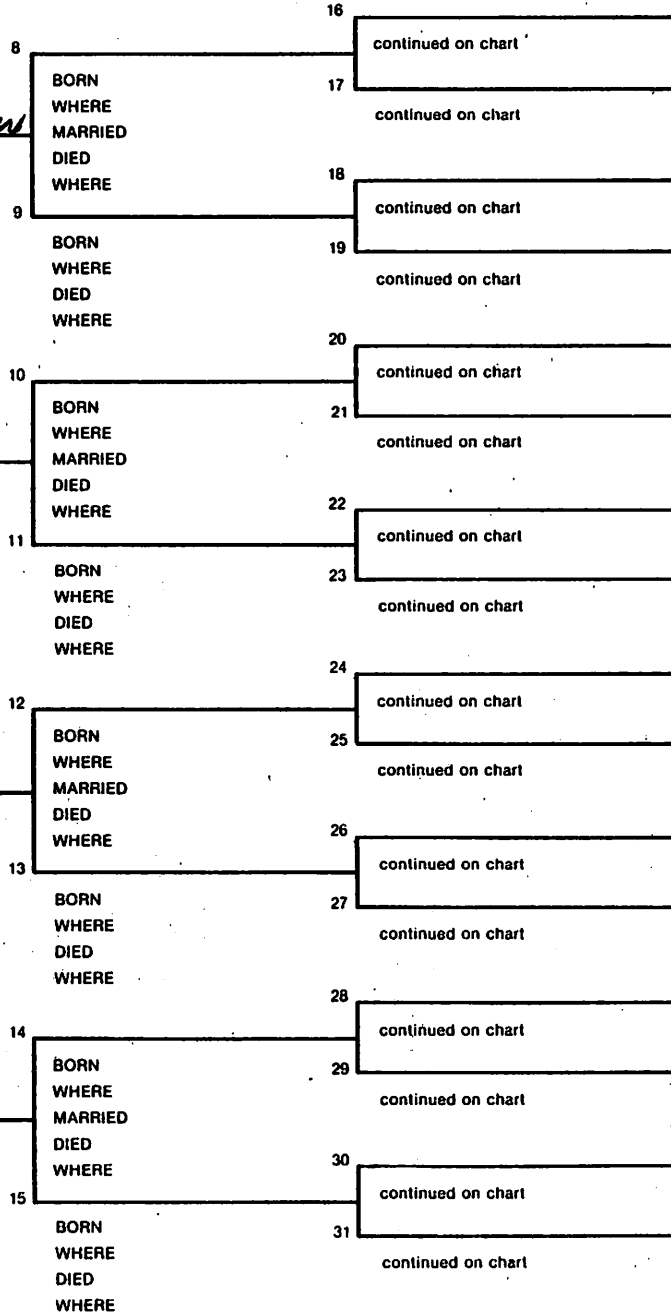 16
continued on chart
8
17
BORN
continued on chart
WHERE
MARRIED
DIED
18
WHERE
continued on chart
9
19
BORN
continued on chart
WHERE
DIED
WHERE
20
10
continued on chart
BORN
21
WHERE
continued on chart
MARRIED
DIED
22
WHERE
continued on chart
11
23
BORN
continued on chart
WHERE
DIED
WHERE
24
12
continued on chart
BORN
25
WHERE
continued on chart
MARRIED
DIED
26
WHERE
continued on chart
13
27
BORN
continued on chart
WHERE
DIED
WHERE
28
14
continued on chart
BORN
29
WHERE
continued on chart
MARRIED
DIED
30
WHERE
continued on chart
15
31
BORN
continued on chart
WHERE
DIED
WHERE